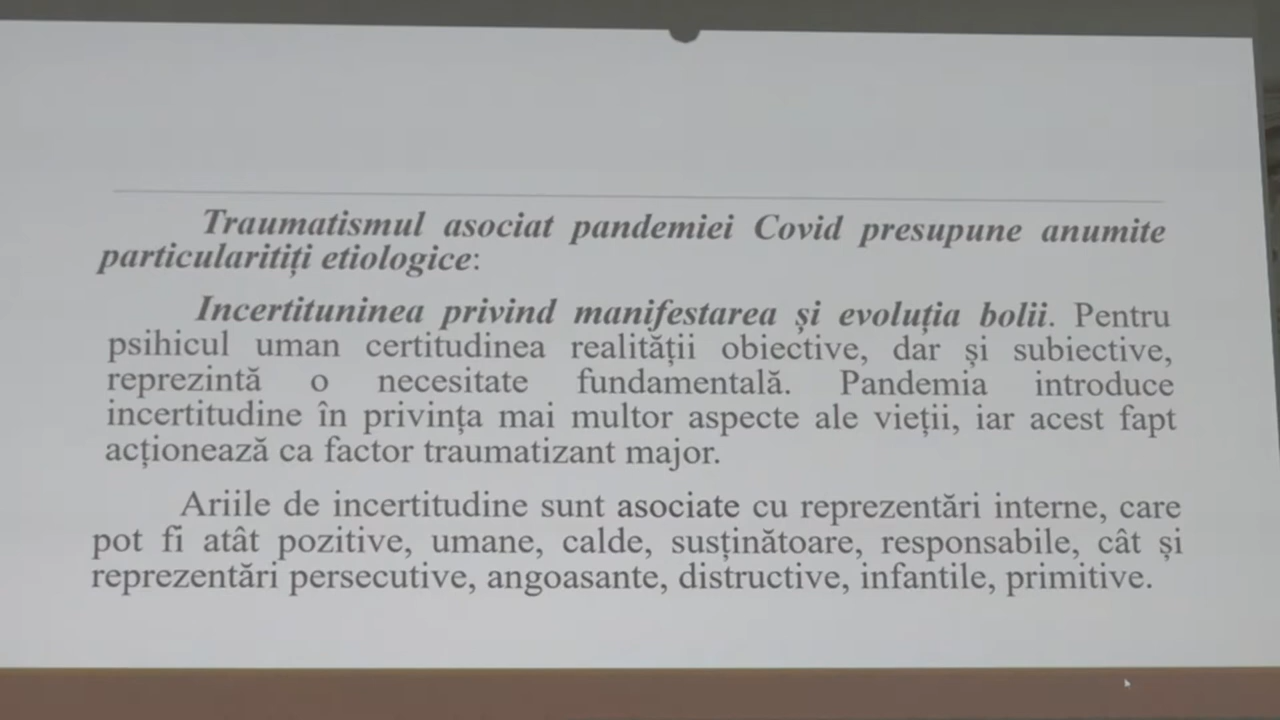 Traumatismul asociat pandemiei Covid presupune anumite
particularitiți etiologice:
Incertituninea privind manifestarea și evoluția bolii. Pentru
psihicul uman certitudinea realității obiective, dar și subiective,
reprezintă o necesitate fundamentală. Pandemia introduce
incertitudine în privința mai multor aspecte ale vieții, iar acest fapt
acționează ca factor traumatizant major.
Ariile de incertitudine sunt asociate cu reprezentări interne, care
pot fi atât pozitive, umane, calde, susținătoare, responsabile, cât și
reprezentări persecutive, angoasante, distructive, infantile, primitive.